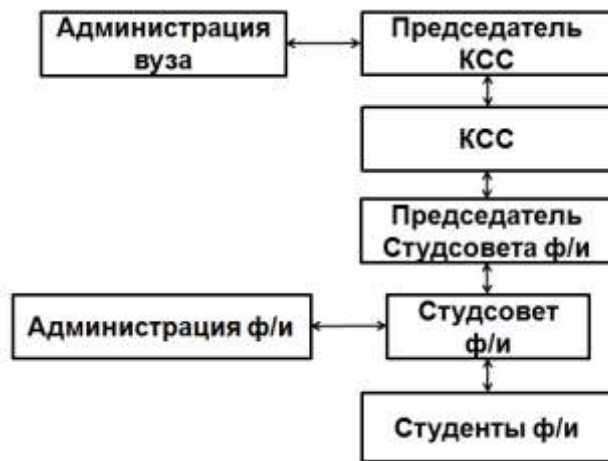 Администрация
вуза
Председатель
КСС
КСС
Председатель
Студсовета ф/и
Администрация ф/и
Студсовет
ф/и
Студенты ф/и